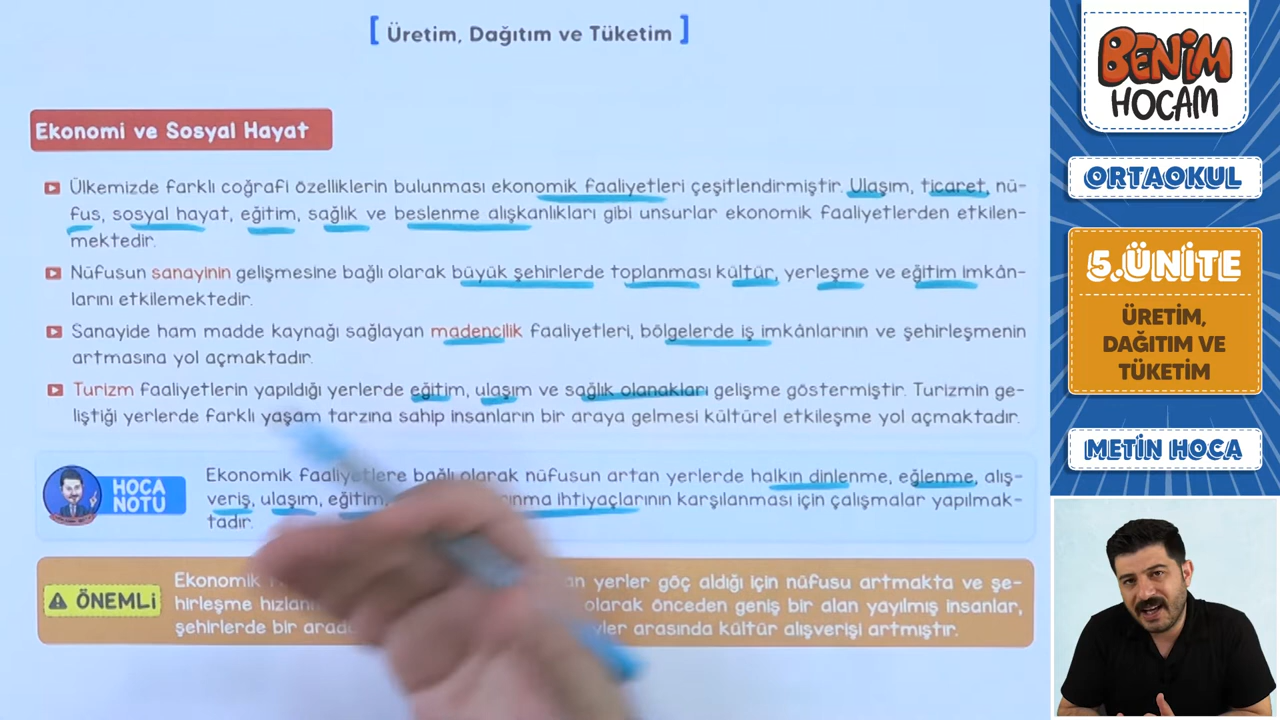 [ Üretim, Dağıtım ve Tüketim ]
Ekonomi ve Sosyal Hayat
Ülkemizde farklı coğrafi özelliklerin bulunması ekonomik faaliyetleri çeşitlendirmiştir. Ulaşım, ticaret, nü-
fus, sosyal hayat, eğitim, sağlık ve beslenme alışkanlıkları gibi unsurlar ekonomik faaliyetlerden etkilen-
mektedir.
Nüfusun sanayinin gelişmesine bağlı olarak büyük şehirlerde toplanması kültür, yerleşme ve eğitim imkân-
larını etkilemektedir.
Sanayide ham madde kaynağı sağlayan madencilik faaliyetleri, bölgelerde iş imkânlarının ve şehirleşmenin
artmasına yol açmaktadır.
Turizm faaliyetlerin yapıldığı yerlerde eğitim, ulaşım ve sağlık olanakları gelişme göstermiştir. Turizmin ge-
liştiği yerlerde farklı yaşam tarzına sahip insanların bir araya gelmesi kültürel etkileşme yol açmaktadır.
HOCA
NOTU
Ekonomik faaliyetlere bağlı olarak nüfusun artan yerlerde halkın dinlenme, eğlenme, alış-
veriş, ulaşım, eğitim, ihtiyaçlarının karşılanması için çalışmalar yapılmak-
tadır.
ÖNEMLİ
Ekonomik yerler göç aldığı için nüfusu artmakta ve şe-
hirleşme olarak önceden geniş bir alan yayılmış insanlar,
şehirlerde bir arasında kültür alışverişi artmıştır.
BENİM
HOCAM
ORTAOKUL
5.ÜNİTE
ÜRETİM,
DAĞITIM VE
TÜKETİM
METİN HOCA